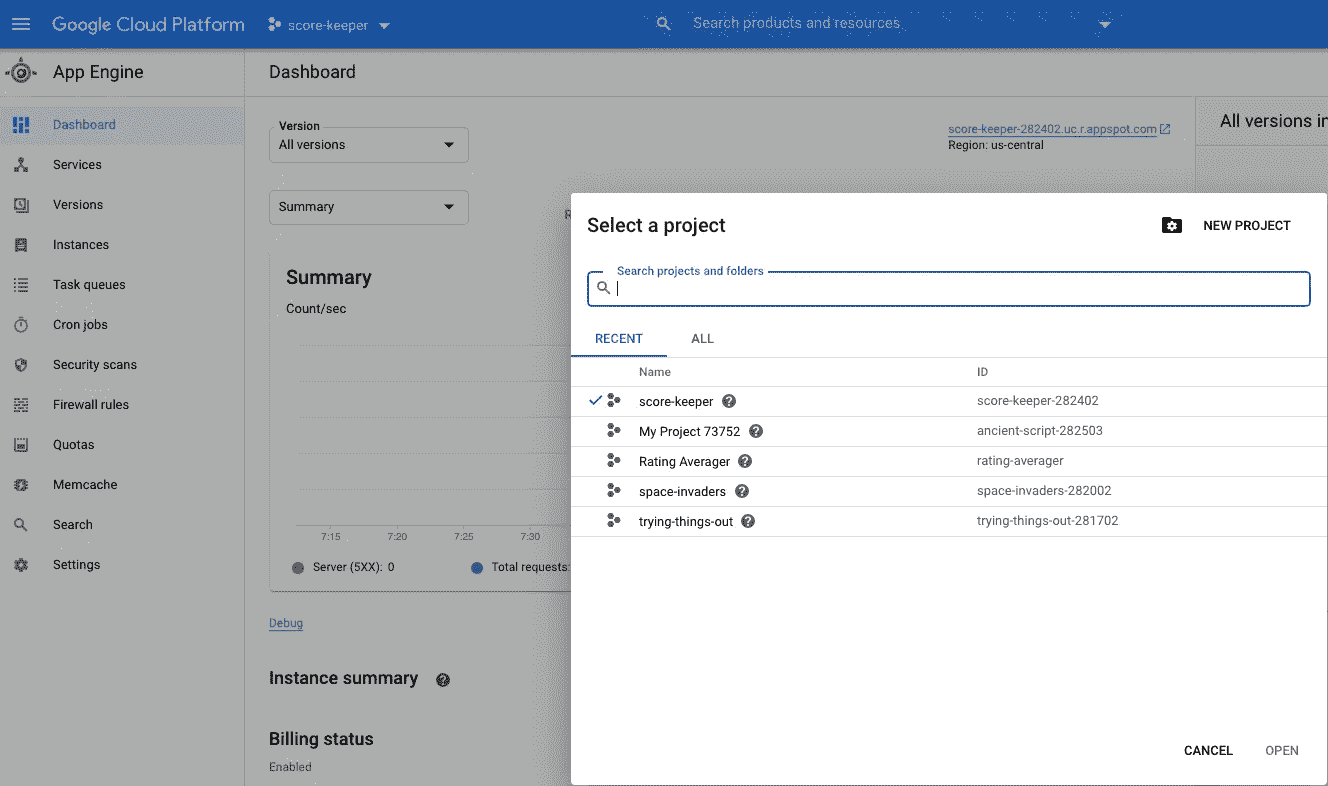 Google Cloud Platform
score-keeper
Search products and resources
App Engine
Dashboard
Dashboard
Services
Versions
Instances
Task queues
Cron jobs
Security scans
Firewall rules
Quotas
Memcache
Search
Settings
Version
All versions
Summary
score-keeper-282402.uc.r.appspot.com
Region: us-central
All versions in
Summary
Count/sec
7:15
7:20
7:25
7:30
Server (5XX): 0
Total requests:
Debug
Instance summary
Billing status
Enabled
Select a project
NEW PROJECT
Search projects and folders
RECENT ALL
Name ID
score-keeper score-keeper-282402
My Project 73752 ancient-script-282503
Rating Averager rating-averager
space-invaders space-invaders-282002
trying-things-out trying-things-out-281702
CANCEL OPEN